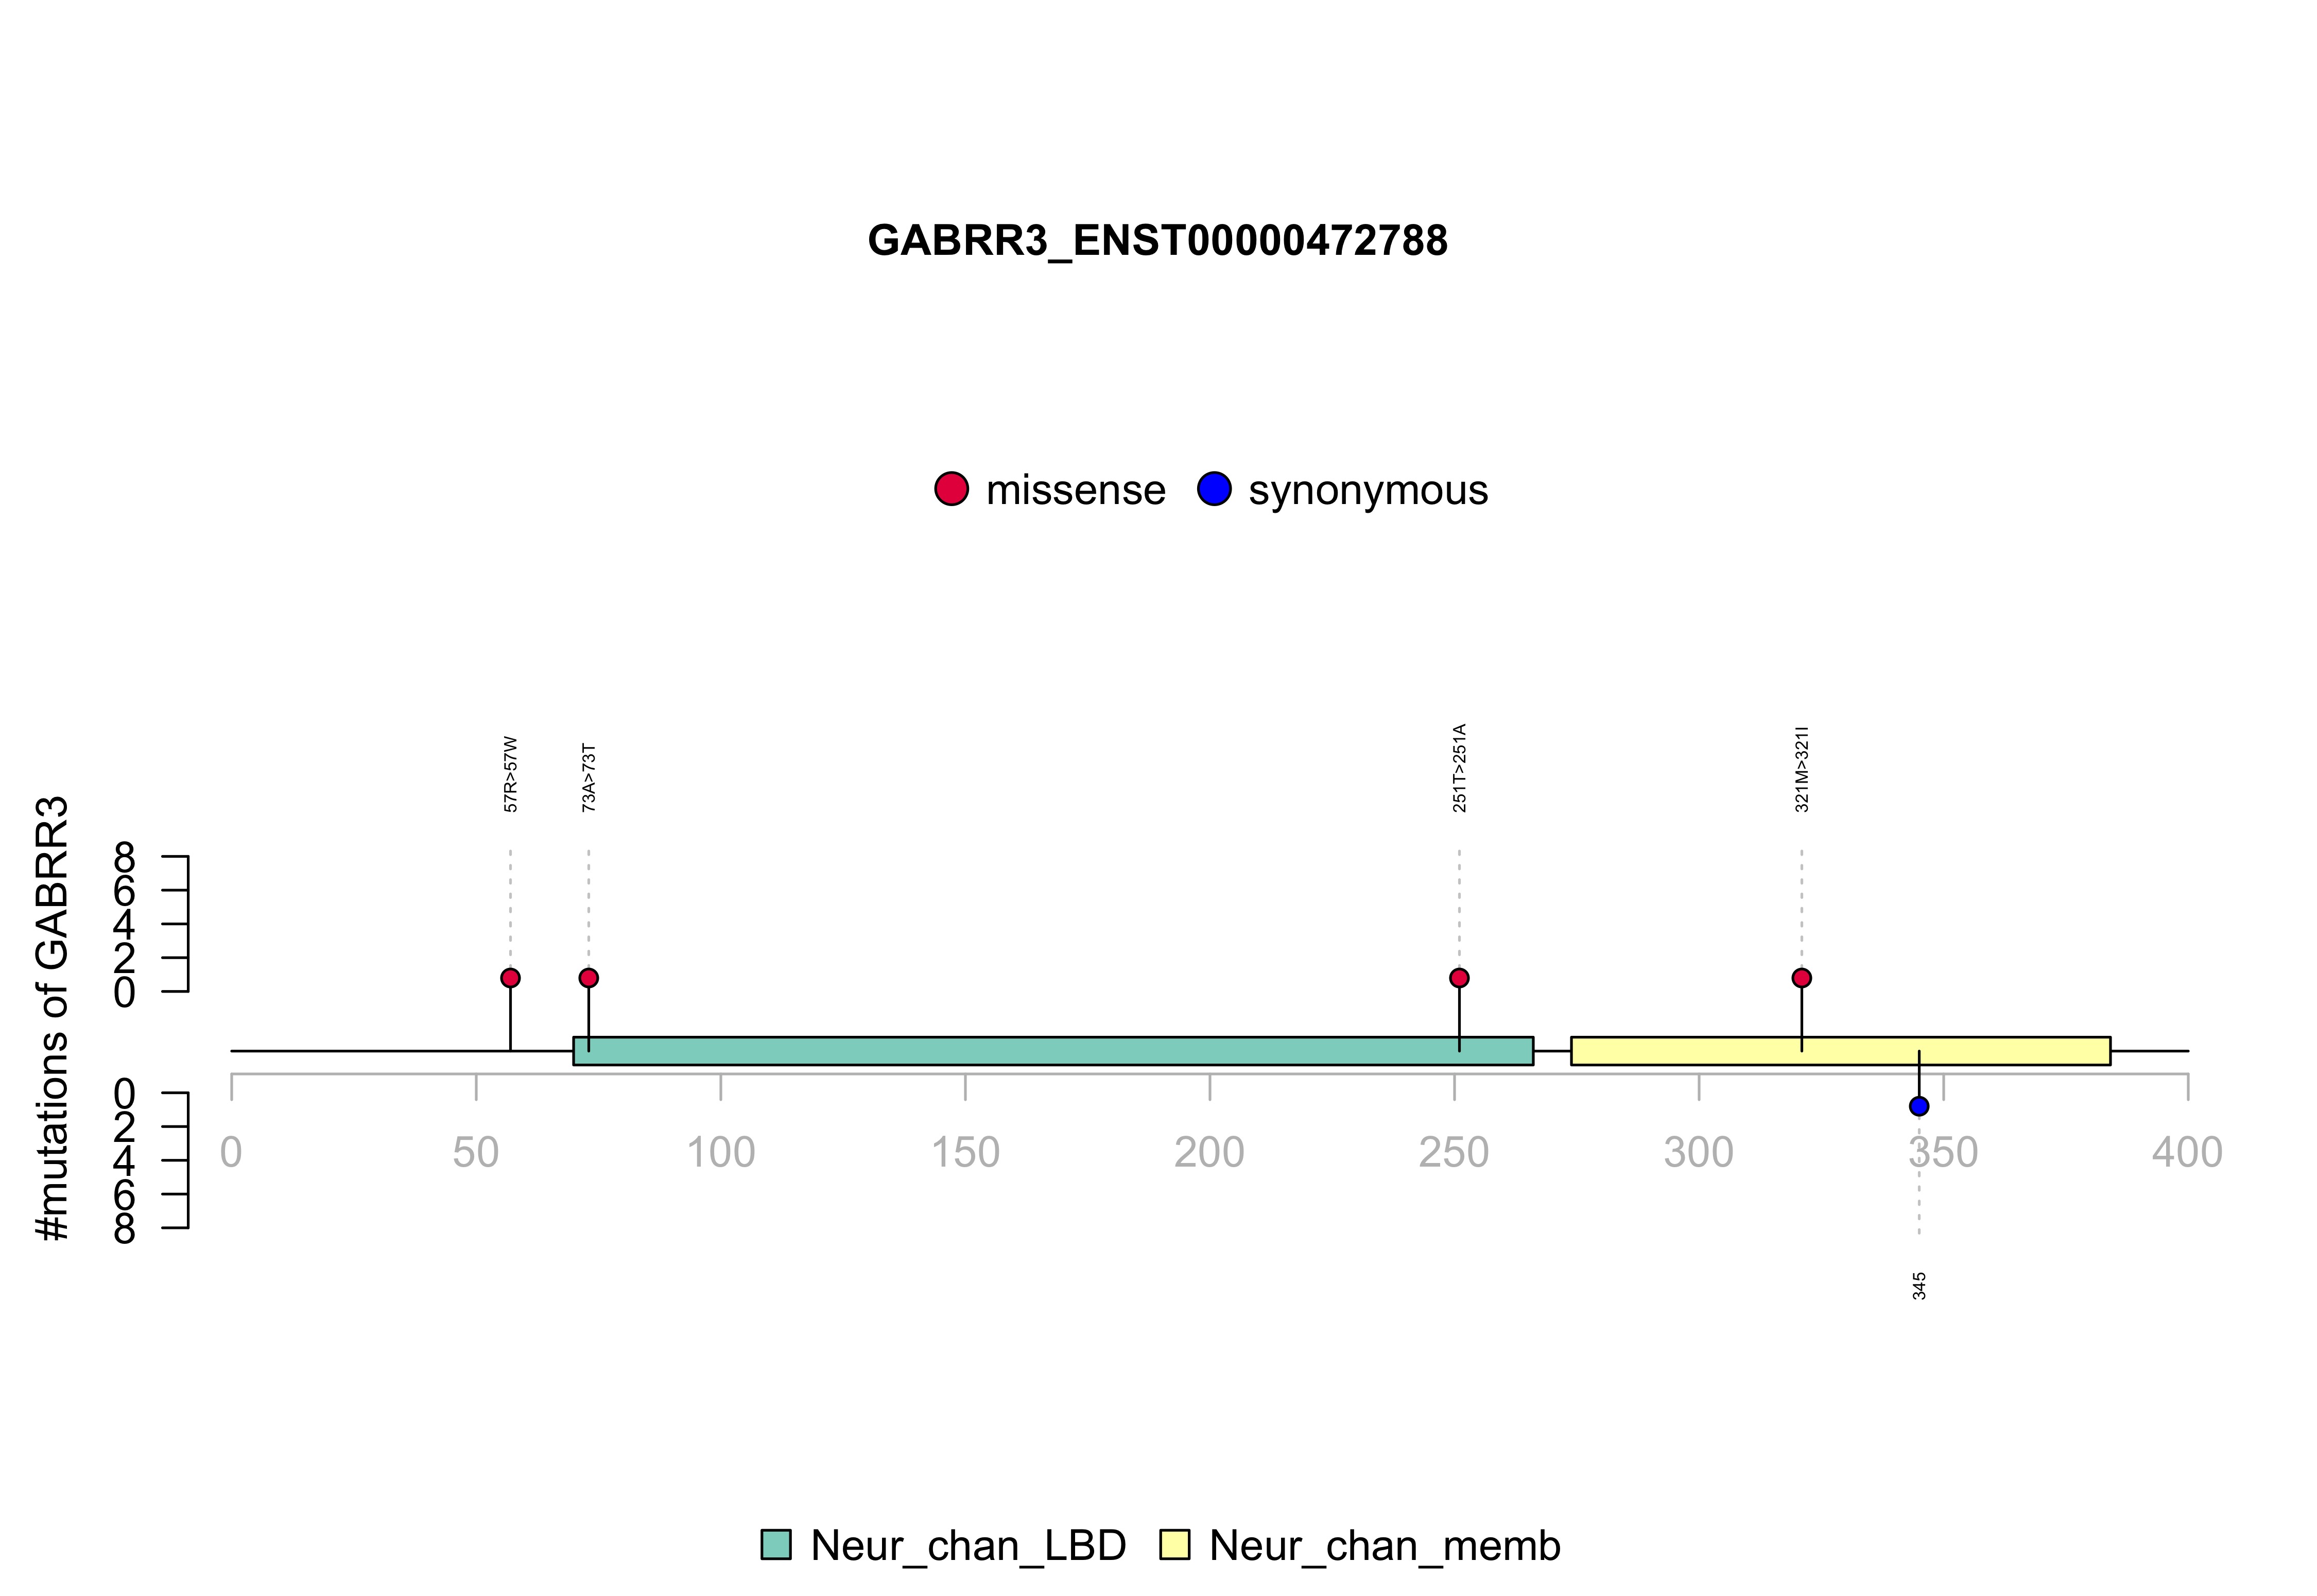 GABRR3_ENST00000472788
missense synonymous
57R>57W
73A>73T
251T>251A
321M>321I
#mutations of GABRR3
8
6
4
2
0
0
2
4
6
8
0 50 100 150 200 250 300 350 400
345
Neur_chan_LBD Neur_chan_memb